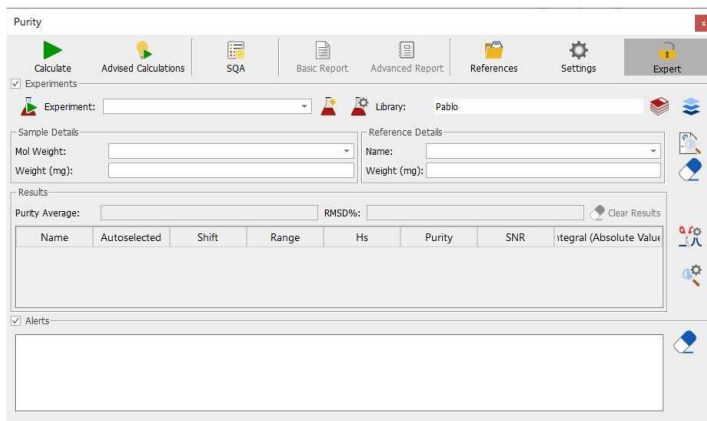 Purity
x
Calculate Advised Calculations SQA Basic Report Advanced Report References Settings Expert
Experiments
Experiment: Library: Pablo
Sample Details Reference Details
Mol Weight: Name:
Weight (mg): Weight (mg):
Results
Purity Average: RMSD%: Clear Results
Name Autoselected Shift Range Hs Purity SNR ntegral (Absolute Value
Alerts